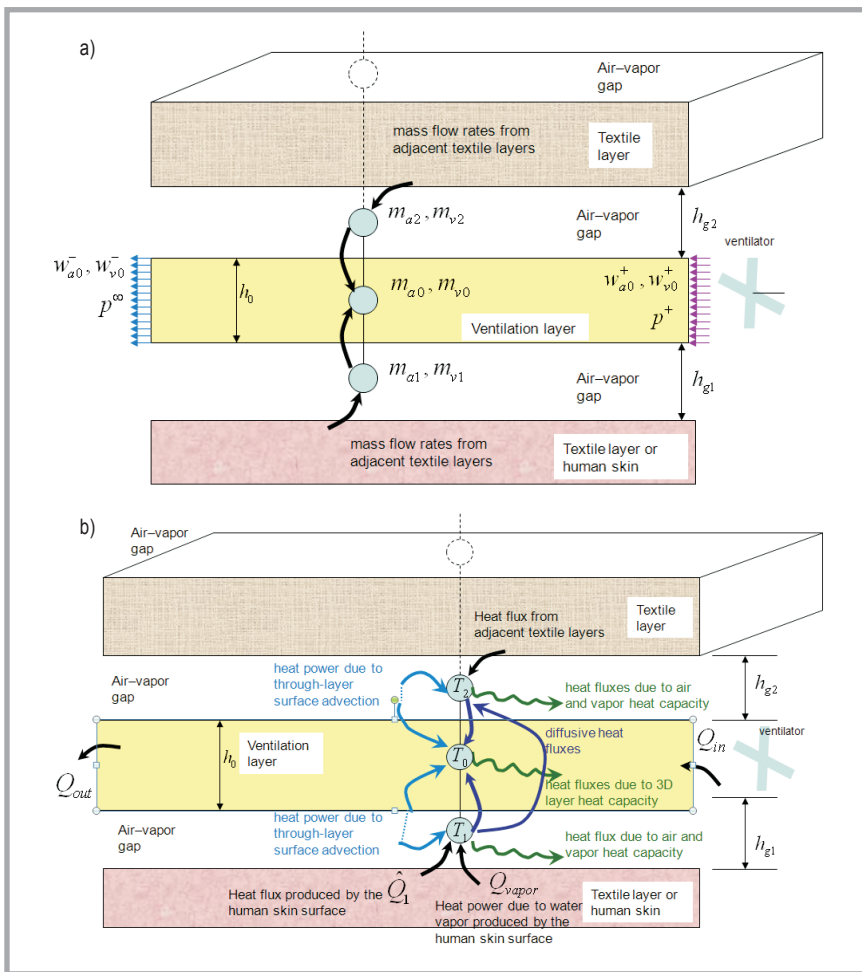 a)
Air–vapor
gap
mass flow rates from
adjacent textile layers
Textile
layer
m_{a2}, m_{v2}
Air–vapor
gap
h_{g2}
ventilator
w_{a0}^{-}, w_{v0}^{-}
p^{∞}
h_0
m_{a0}, m_{v0}
w_{a0}^{+}, w_{v0}^{+}
p^{+}
Ventilation layer
m_{a1}, m_{v1}
Air–vapor
gap
h_{g1}
mass flow rates from
adjacent textile layers
Textile layer or
human skin
b)
Air–vapor
gap
Heat flux from
adjacent textile layers
Textile
layer
heat power due to
through-layer
surface advection
Air–vapor
gap
T_2
heat fluxes due to air
and vapor heat capacity
h_{g2}
diffusive heat
fluxes
Q_{in}
ventilator
h_0
Ventilation
layer
T_0
Q_{out}
heat fluxes due to 3D
layer heat capacity
heat power due to
through-layer
surface advection
Air–vapor
gap
T_1
heat flux due to air and
vapor heat capacity
h_{g1}
Heat flux produced by the
human skin surface
\hat{Q}_1
Q_{vapor}
Heat power due to water
vapor produced by the
human skin surface
Textile layer or
human skin